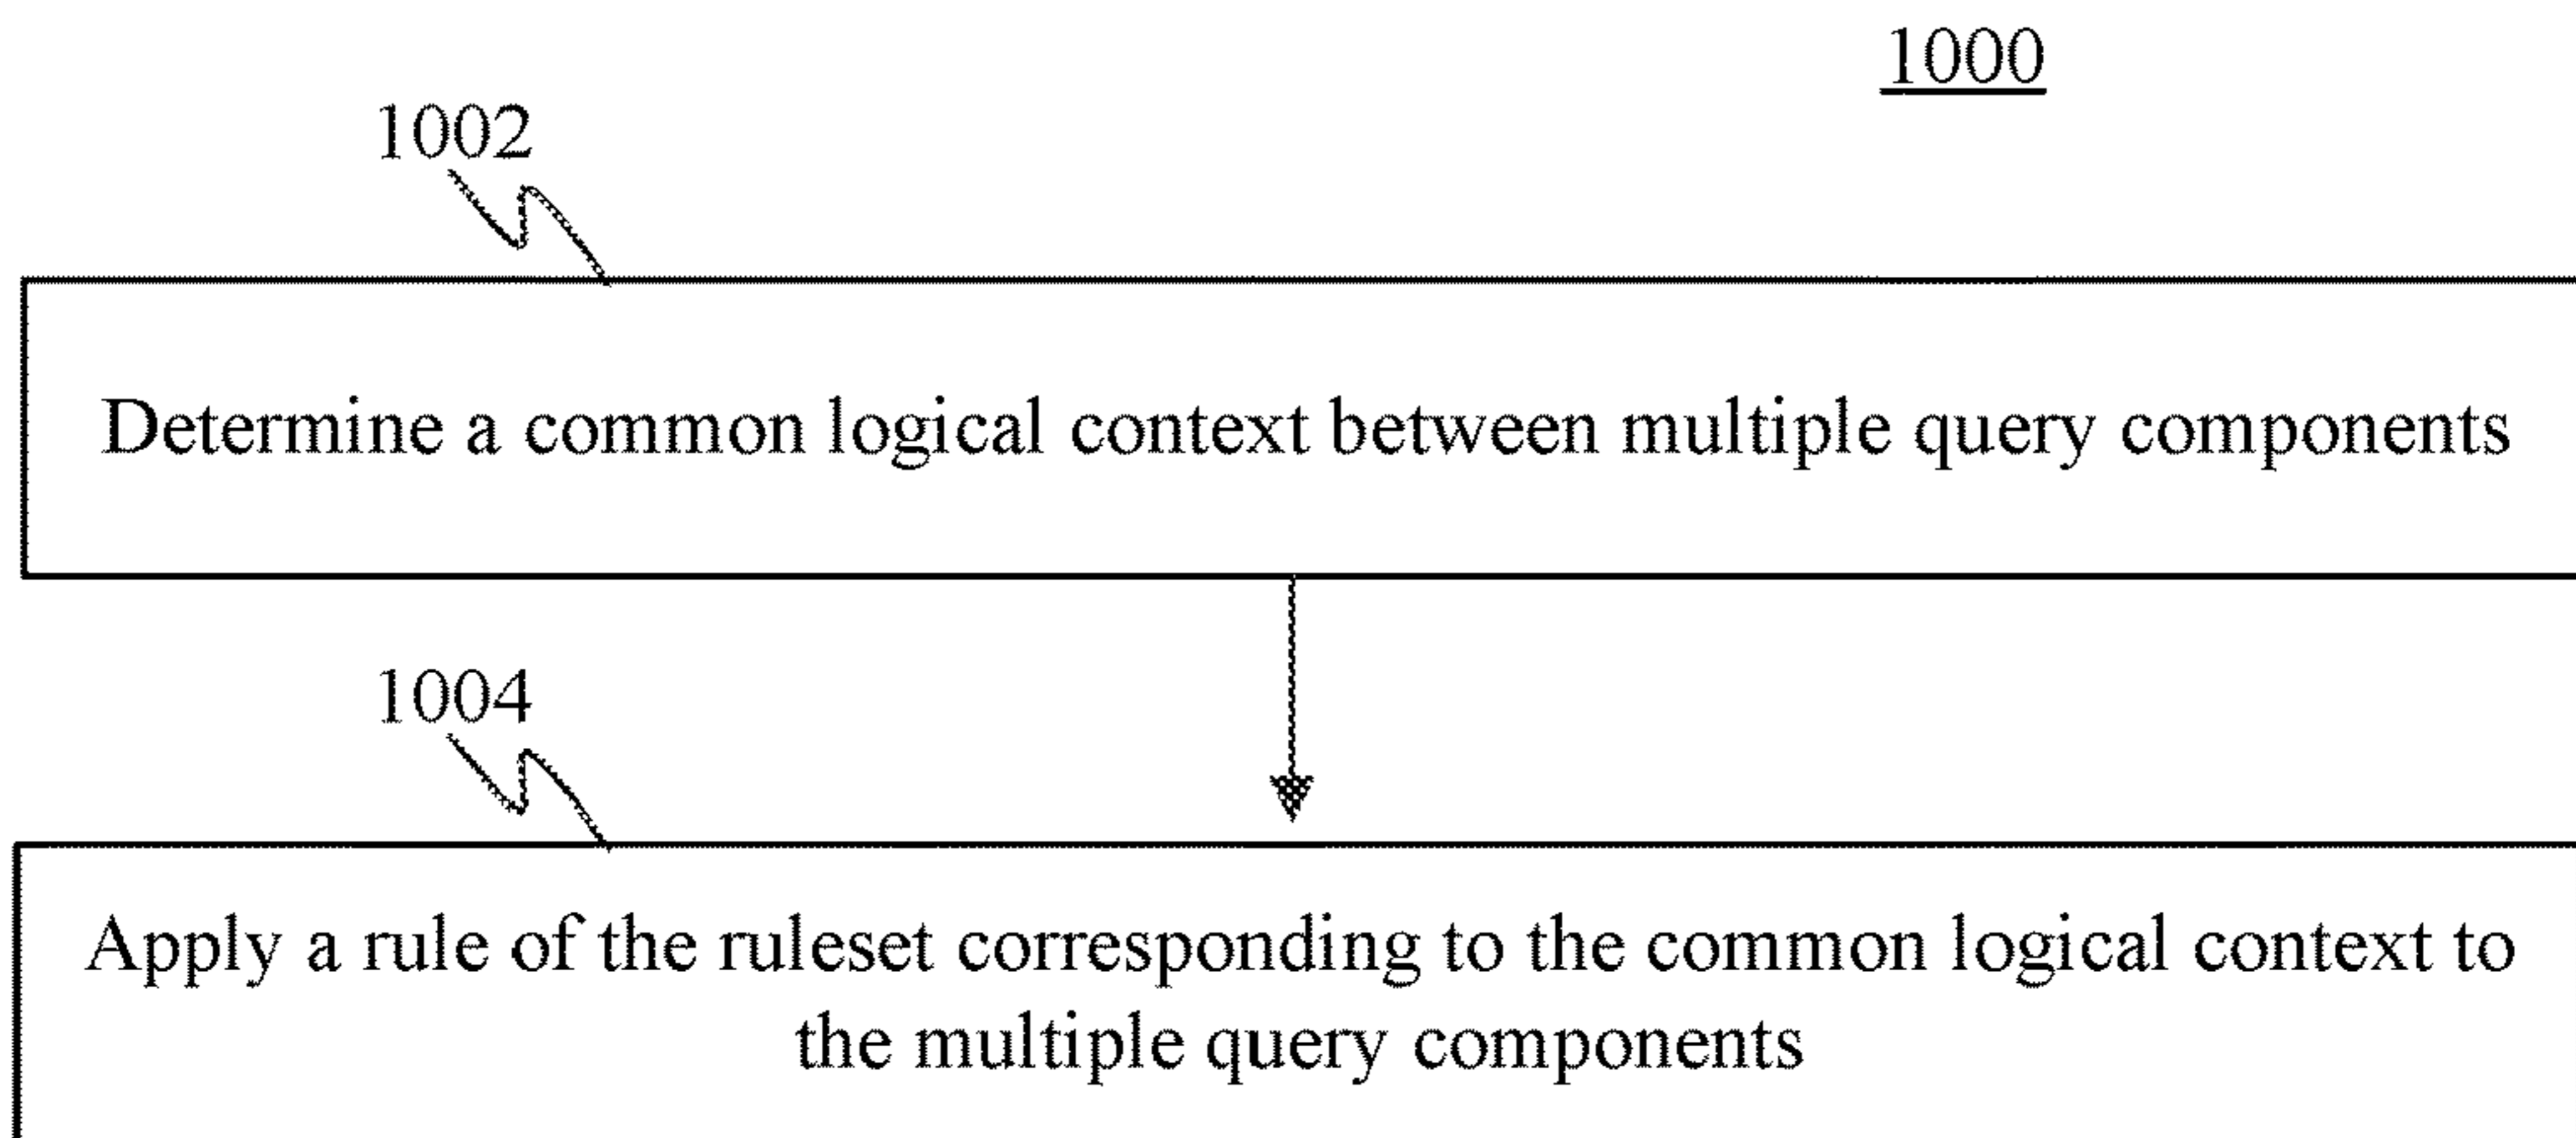 1000
1002
Determine a common logical context between multiple query components
1004
Apply a rule of the ruleset corresponding to the common logical context to
the multiple query components